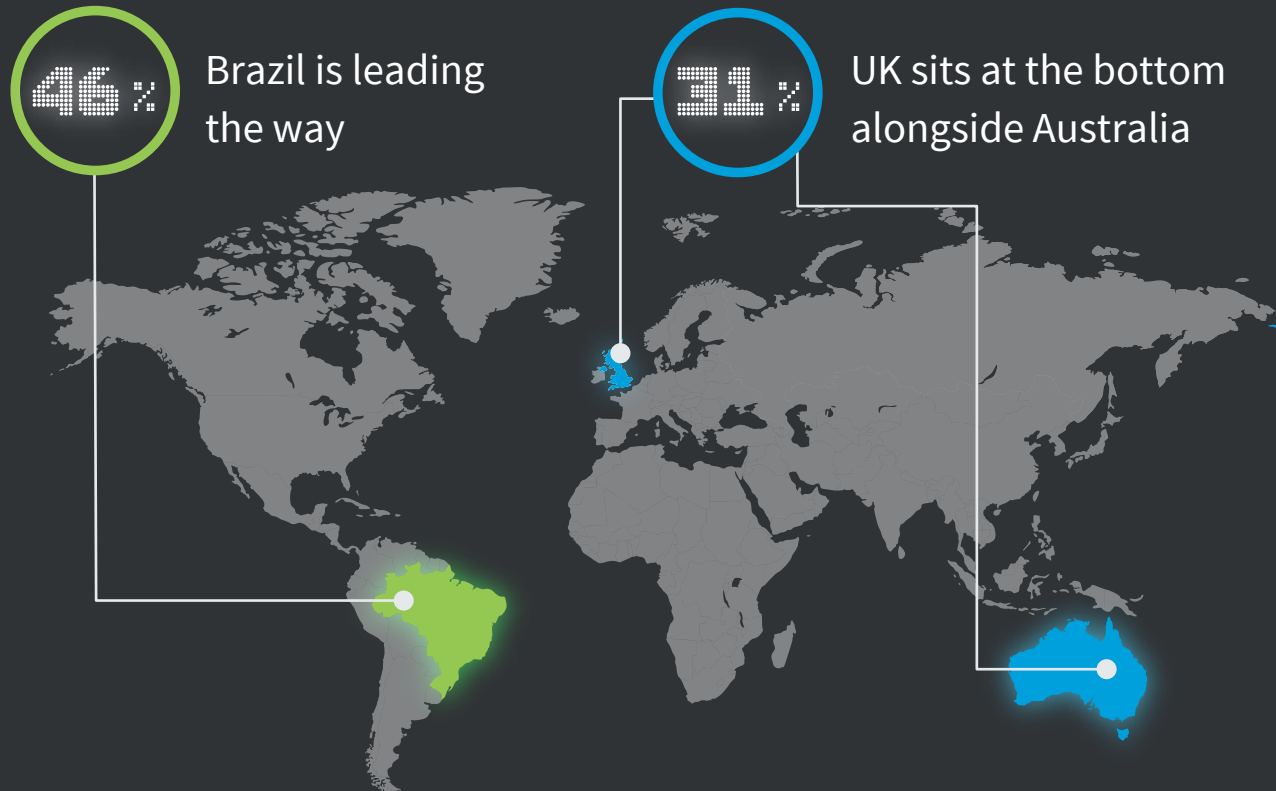 46%
Brazil is leading
the way
31%
UK sits at the bottom
alongside Australia